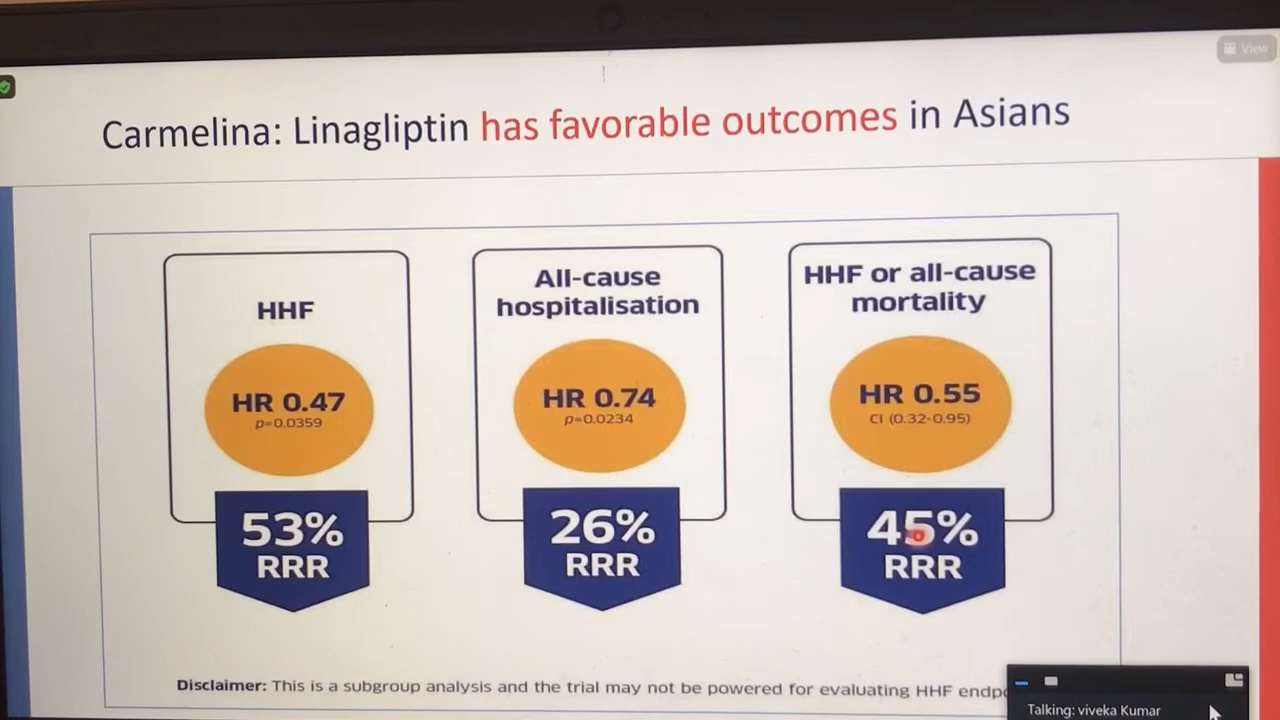 View
Carmelina: Linagliptin has favorable outcomes in Asians
HHF
HR 0.47
p=0.0359
53%
RRR
All-cause
hospitalisation
HR 0.74
p=0.0234
26%
RRR
HHF or all-cause
mortality
HR 0.55
CI (0.32-0.95)
45%
RRR
Disclaimer: This is a subgroup analysis and the trial may not be powered for evaluating HHF endpo
Talking: viveka Kumar